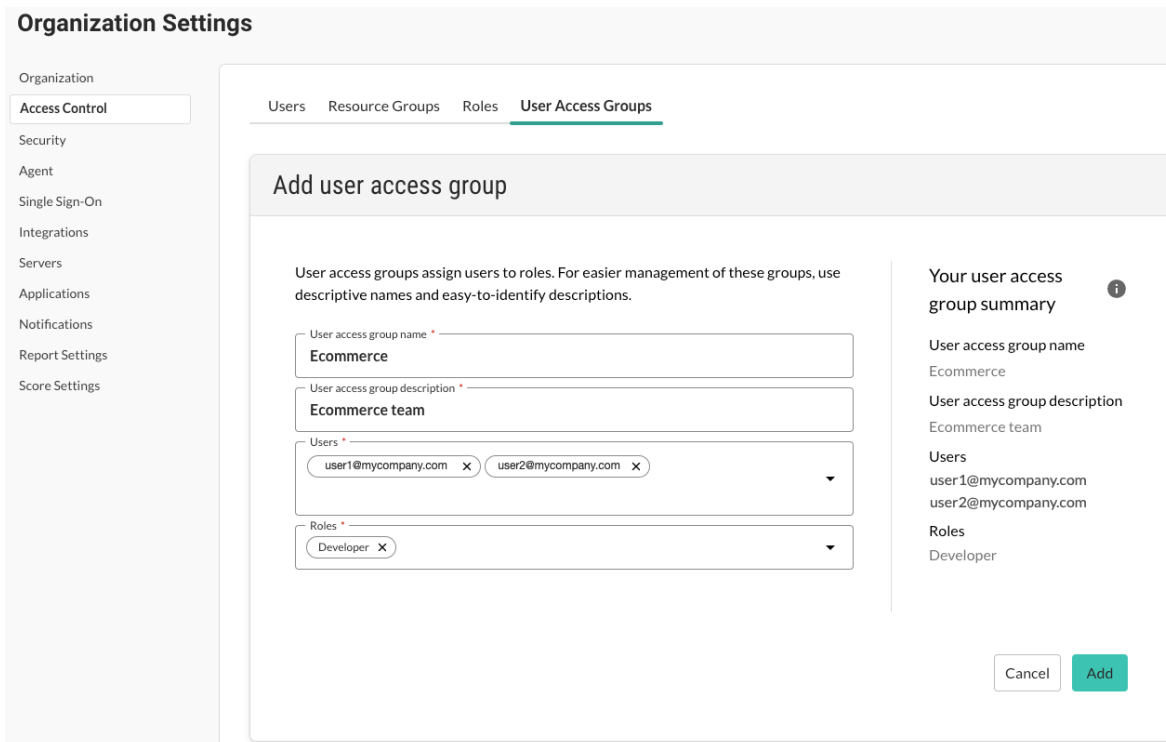 Organization Settings
Organization
Access Control
Security
Agent
Single Sign-On
Integrations
Servers
Applications
Notifications
Report Settings
Score Settings
Users Resource Groups Roles User Access Groups
Add user access group
User access groups assign users to roles. For easier management of these groups, use
descriptive names and easy-to-identify descriptions.
User access group name *
Ecommerce
User access group description *
Ecommerce team
Users *
user1@mycompany.com × user2@mycompany.com ×
Roles *
Developer ×
Your user access
group summary
User access group name
Ecommerce
User access group description
Ecommerce team
Users
user1@mycompany.com
user2@mycompany.com
Roles
Developer
Cancel Add